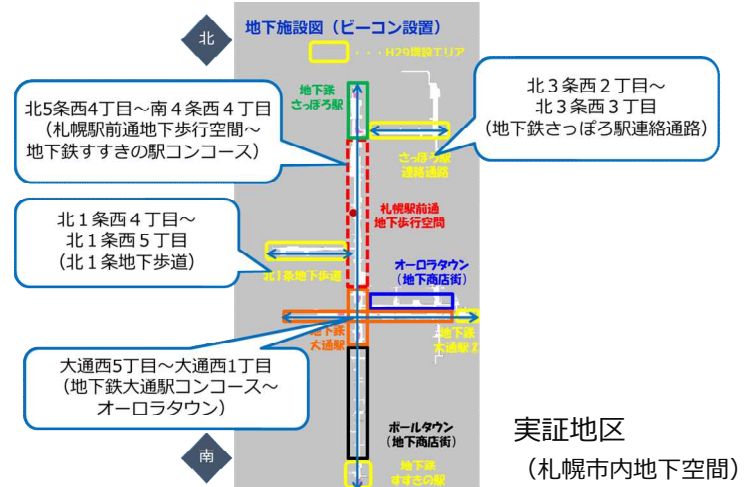 地下施設図（ビーコン設置）
北
・・・H29増設エリア
地下鉄
さっぽろ駅
北5条西4丁目～南４条西４丁目
（札幌駅前通地下歩行空間～
地下鉄すすきの駅コンコース）
北３条西２丁目～
北３条西３丁目
（地下鉄さっぽろ駅連絡通路）
さっぽろ駅
連絡通路
札幌駅前通
地下歩行空間
北１条西４丁目～
北１条西５丁目
（北１条地下歩道）
北1条地下歩道
オーロラタウン
（地下商店街）
地下鉄
大通駅
地下鉄
大通駅2
大通西5丁目～大通西1丁目
（地下鉄大通駅コンコース～
オーロラタウン）
ポールタウン
（地下商店街）
南
地下鉄
すすきの駅
実証地区
（札幌市内地下空間）